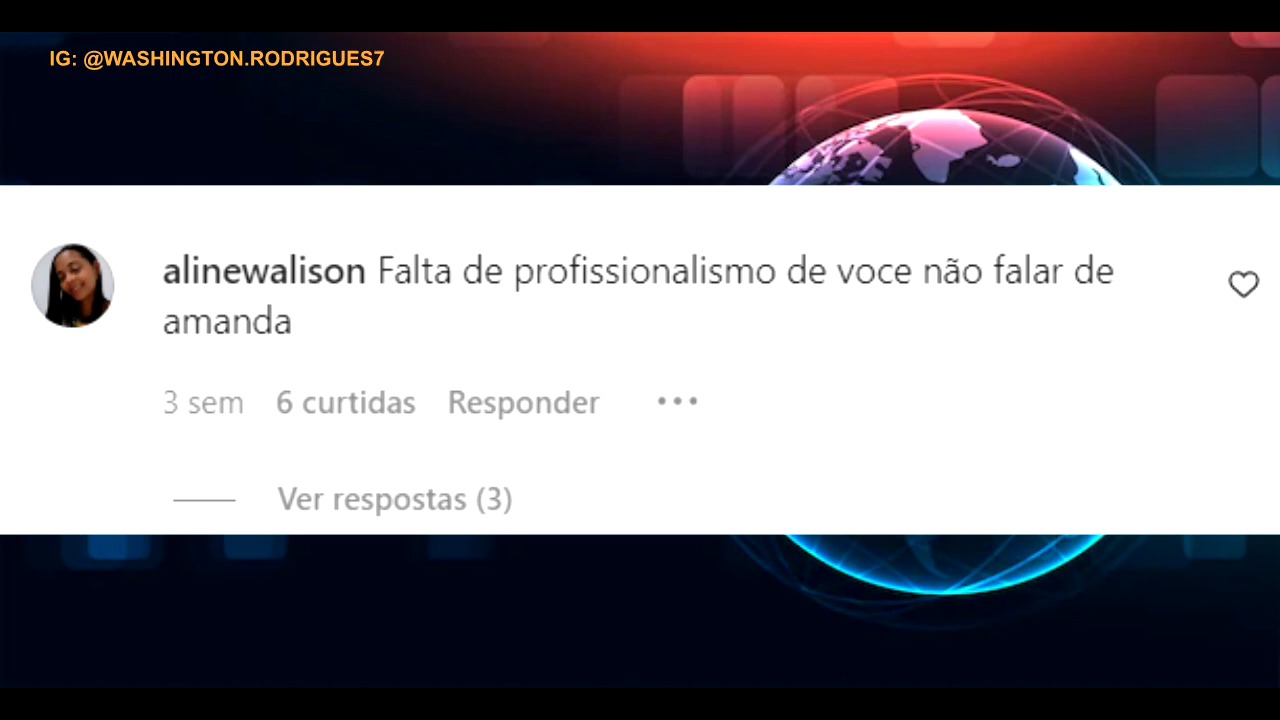 IG: @WASHINGTON.RODRIGUES7
alinewalison Falta de profissionalismo de voce não falar de
amanda
3 sem 6 curtidas Responder •••
Ver respostas (3)